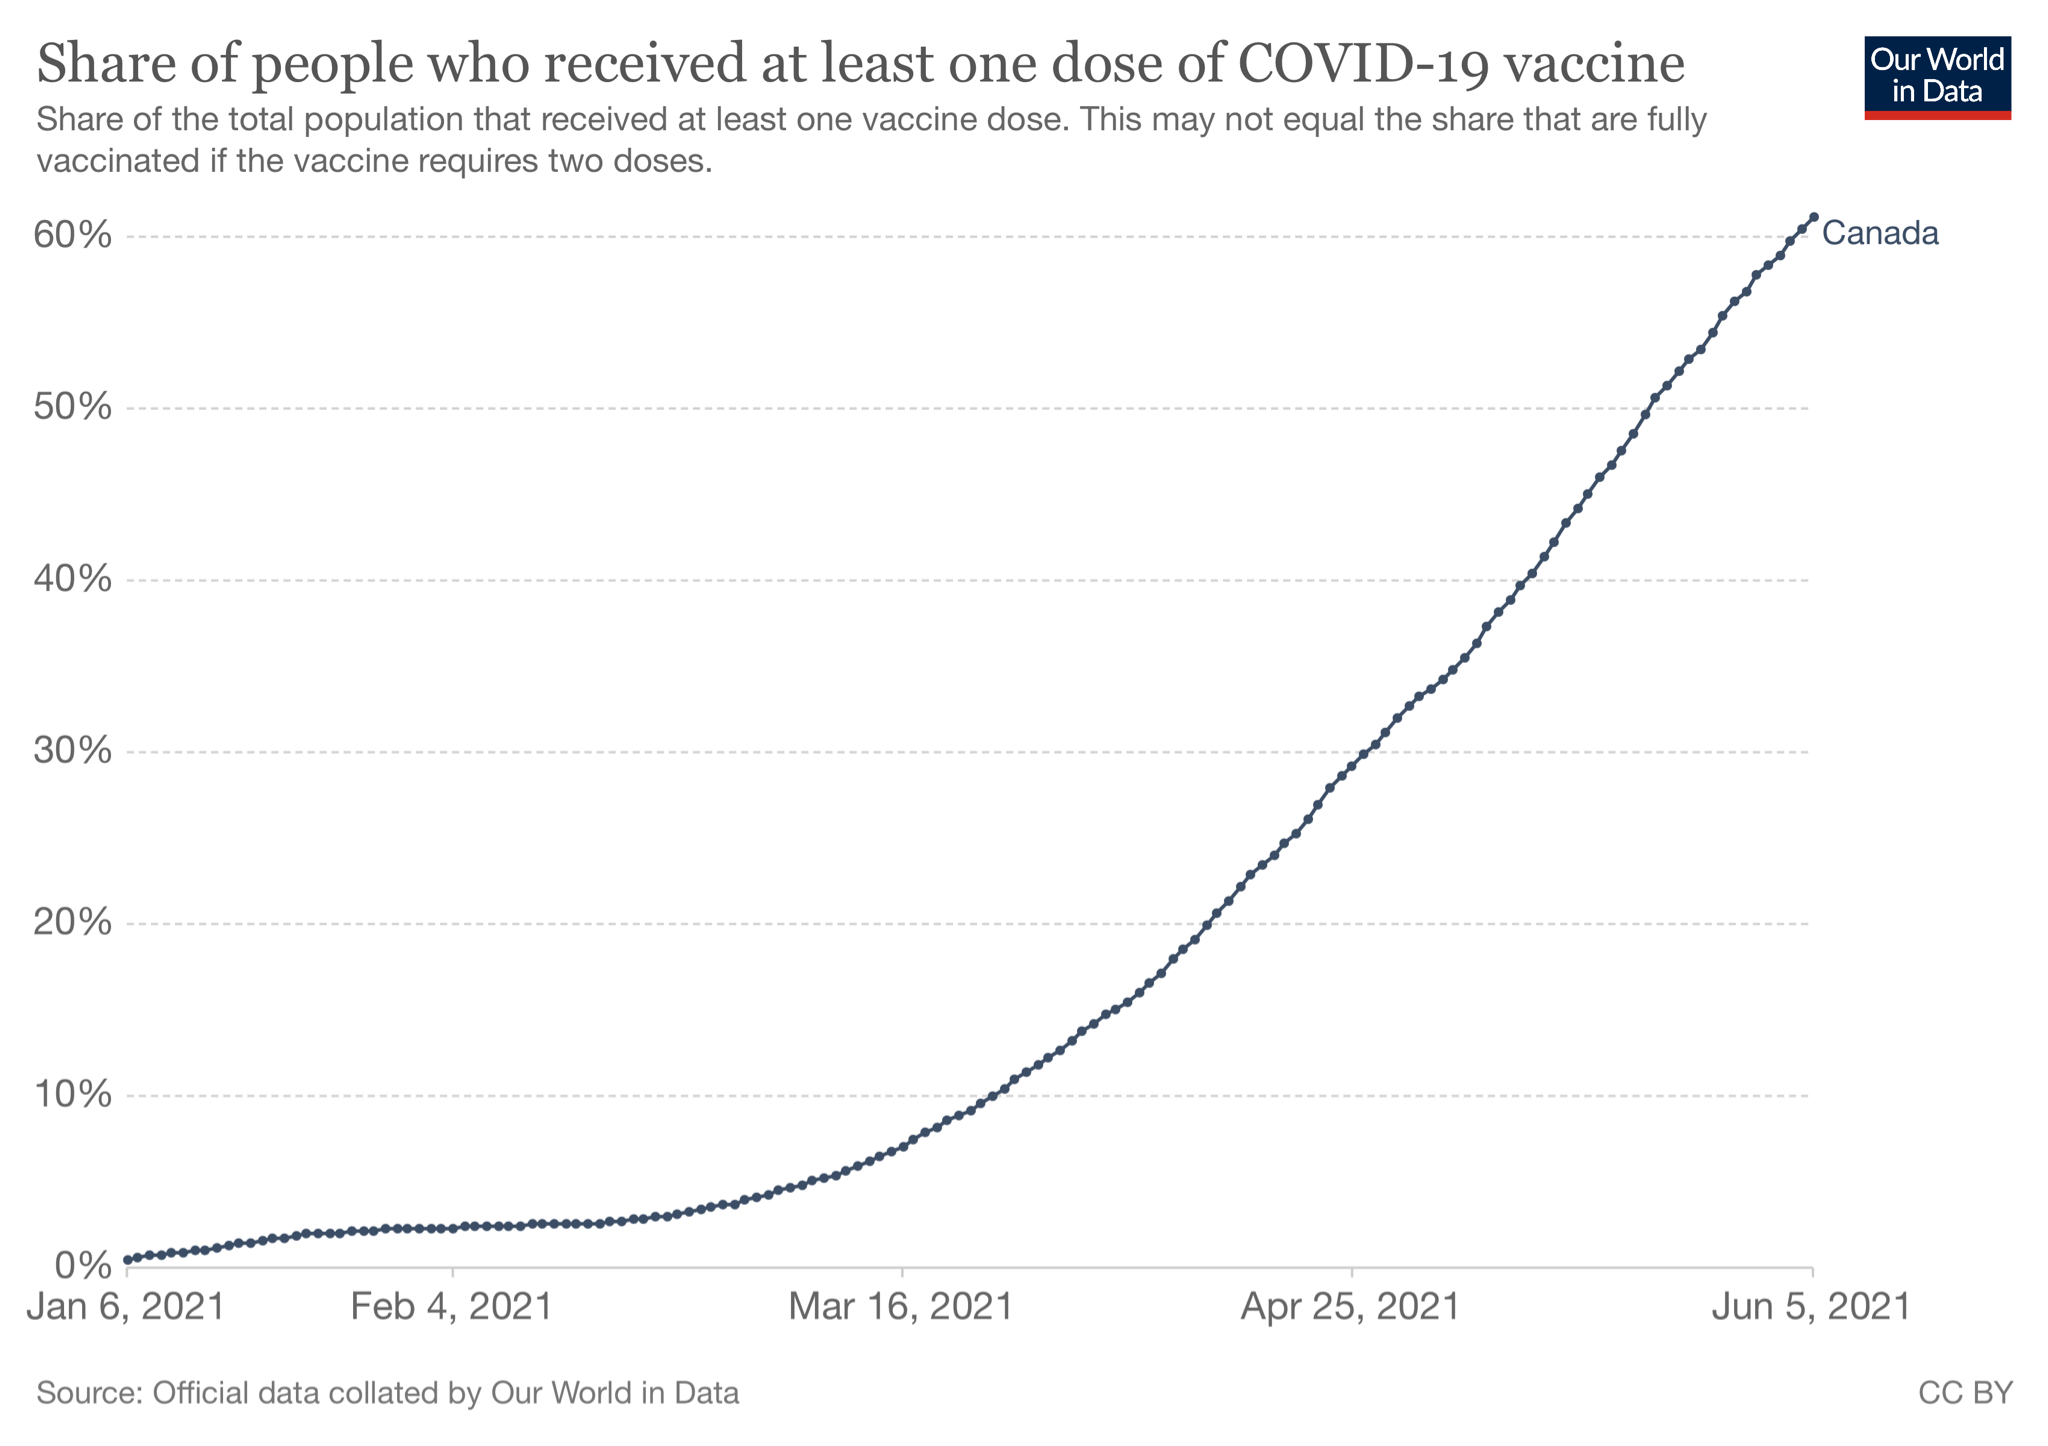 Share of people who received at least one dose of COVID-19 vaccine
Our World
in Data
Share of the total population that received at least one vaccine dose. This may not equal the share that are fully
vaccinated if the vaccine requires two doses.
60%
Canada
50%
40%
30%
20%
10%
0%
Jan 6, 2021
Feb 4, 2021
Mar 16, 2021
Apr 25, 2021
Jun 5, 2021
Source: Official data collated by Our World in Data
CC BY